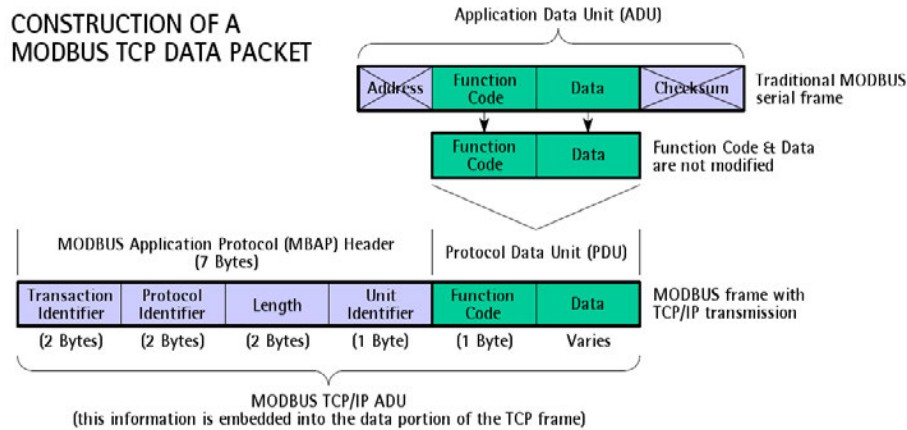 CONSTRUCTION OF A
MODBUS TCP DATA PACKET
Application Data Unit (ADU)
Address
Function
Code
Data
Checksum
Traditional MODBUS
serial frame
Function
Code
Data
Function Code & Data
are not modified
MODBUS Application Protocol (MBAP) Header
(7 Bytes)
Protocol Data Unit (PDU)
Transaction
Identifier
Protocol
Identifier
Length
Unit
Identifier
Function
Code
Data
MODBUS frame with
TCP/IP transmission
(2 Bytes)
(2 Bytes)
(2 Bytes)
(1 Byte)
(1 Byte)
Varies
MODBUS TCP/IP ADU
(this information is embedded into the data portion of the TCP frame)